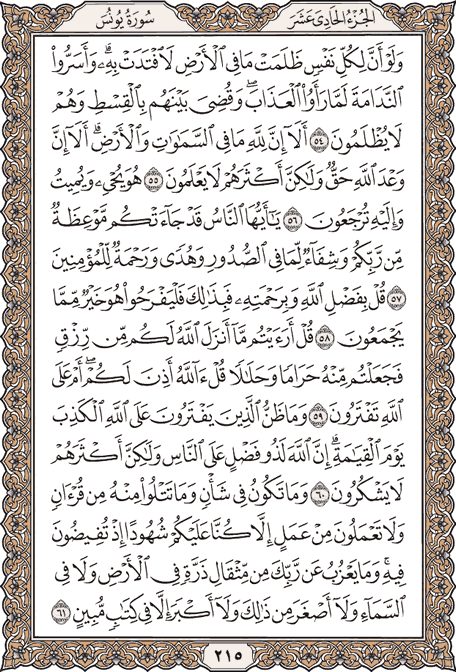 سُورَةُ يُونُسَ الجُزْءُ الحَادِى عَشَرَ
وَلَوْ أَنَّ لِكُلِّ نَفْسٍ ظَلَمَتْ مَا فِى ٱلْأَرْضِ لَٱفْتَدَتْ بِهِۦۗ وَأَسَرُّوا۟
ٱلنَّدَامَةَ لَمَّا رَأَوُا۟ ٱلْعَذَابَۖ وَقُضِىَ بَيْنَهُم بِٱلْقِسْطِ وَهُمْ
لَا يُظْلَمُونَ ٥٤ أَلَآ إِنَّ لِلَّهِ مَا فِى ٱلسَّمَٰوَٰتِ وَٱلْأَرْضِۗ أَلَآ إِنَّ
وَعْدَ ٱللَّهِ حَقٌّ وَلَٰكِنَّ أَكْثَرَهُمْ لَا يَعْلَمُونَ ٥٥ هُوَ يُحْىِۦ وَيُمِيتُ
وَإِلَيْهِ تُرْجَعُونَ ٥٦ يَٰٓأَيُّهَا ٱلنَّاسُ قَدْ جَآءَتْكُم مَّوْعِظَةٌ
مِّن رَّبِّكُمْ وَشِفَآءٌ لِّمَا فِى ٱلصُّدُورِ وَهُدًى وَرَحْمَةٌ لِّلْمُؤْمِنِينَ
٥٧ قُلْ بِفَضْلِ ٱللَّهِ وَبِرَحْمَتِهِۦ فَبِذَٰلِكَ فَلْيَفْرَحُوا۟ هُوَ خَيْرٌ مِّمَّا
يَجْمَعُونَ ٥٨ قُلْ أَرَءَيْتُم مَّآ أَنزَلَ ٱللَّهُ لَكُم مِّن رِّزْقٍ
فَجَعَلْتُم مِّنْهُ حَرَامًا وَحَلَٰلًا قُلْ ءَآللَّهُ أَذِنَ لَكُمْۖ أَمْ عَلَى
ٱللَّهِ تَفْتَرُونَ ٥٩ وَمَا ظَنُّ ٱلَّذِينَ يَفْتَرُونَ عَلَى ٱللَّهِ ٱلْكَذِبَ
يَوْمَ ٱلْقِيَٰمَةِۗ إِنَّ ٱللَّهَ لَذُو فَضْلٍ عَلَى ٱلنَّاسِ وَلَٰكِنَّ أَكْثَرَهُمْ
لَا يَشْكُرُونَ ٦٠ وَمَا تَكُونُ فِى شَأْنٍ وَمَا تَتْلُوا۟ مِنْهُ مِن قُرْءَانٍ
وَلَا تَعْمَلُونَ مِنْ عَمَلٍ إِلَّا كُنَّا عَلَيْكُمْ شُهُودًا إِذْ تُفِيضُونَ
فِيهِۚ وَمَا يَعْزُبُ عَن رَّبِّكَ مِن مِّثْقَالِ ذَرَّةٍ فِى ٱلْأَرْضِ وَلَا فِى
ٱلسَّمَآءِ وَلَآ أَصْغَرَ مِن ذَٰلِكَ وَلَآ أَكْبَرَ إِلَّا فِى كِتَٰبٍ مُّبِينٍ ٦١
٢١٥